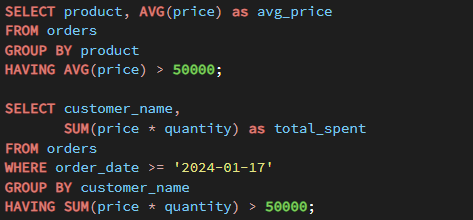 SELECT product, AVG(price) as avg_price
FROM orders
GROUP BY product
HAVING AVG(price) > 50000;

SELECT customer_name,
       SUM(price * quantity) as total_spent
FROM orders
WHERE order_date >= '2024-01-17'
GROUP BY customer_name
HAVING SUM(price * quantity) > 50000;